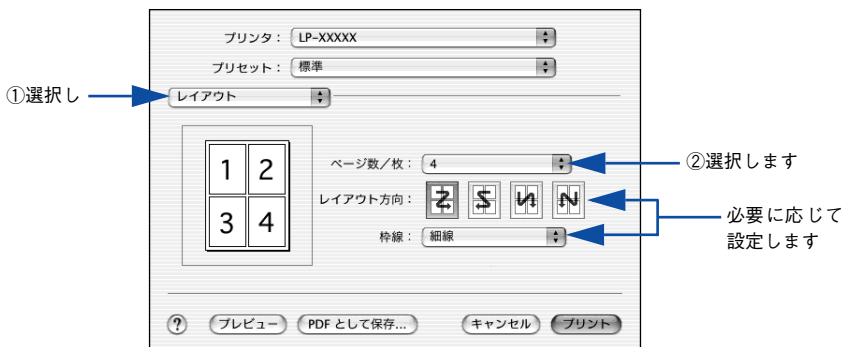 プリンタ： LP-XXXXX
プリセット： 標準
①選択し
レイアウト
1 2
3 4
ページ数／枚： 4
②選択します
レイアウト方向：
必要に応じて
設定します
枠線： 細線
? プレビュー PDF として保存... キャンセル プリント